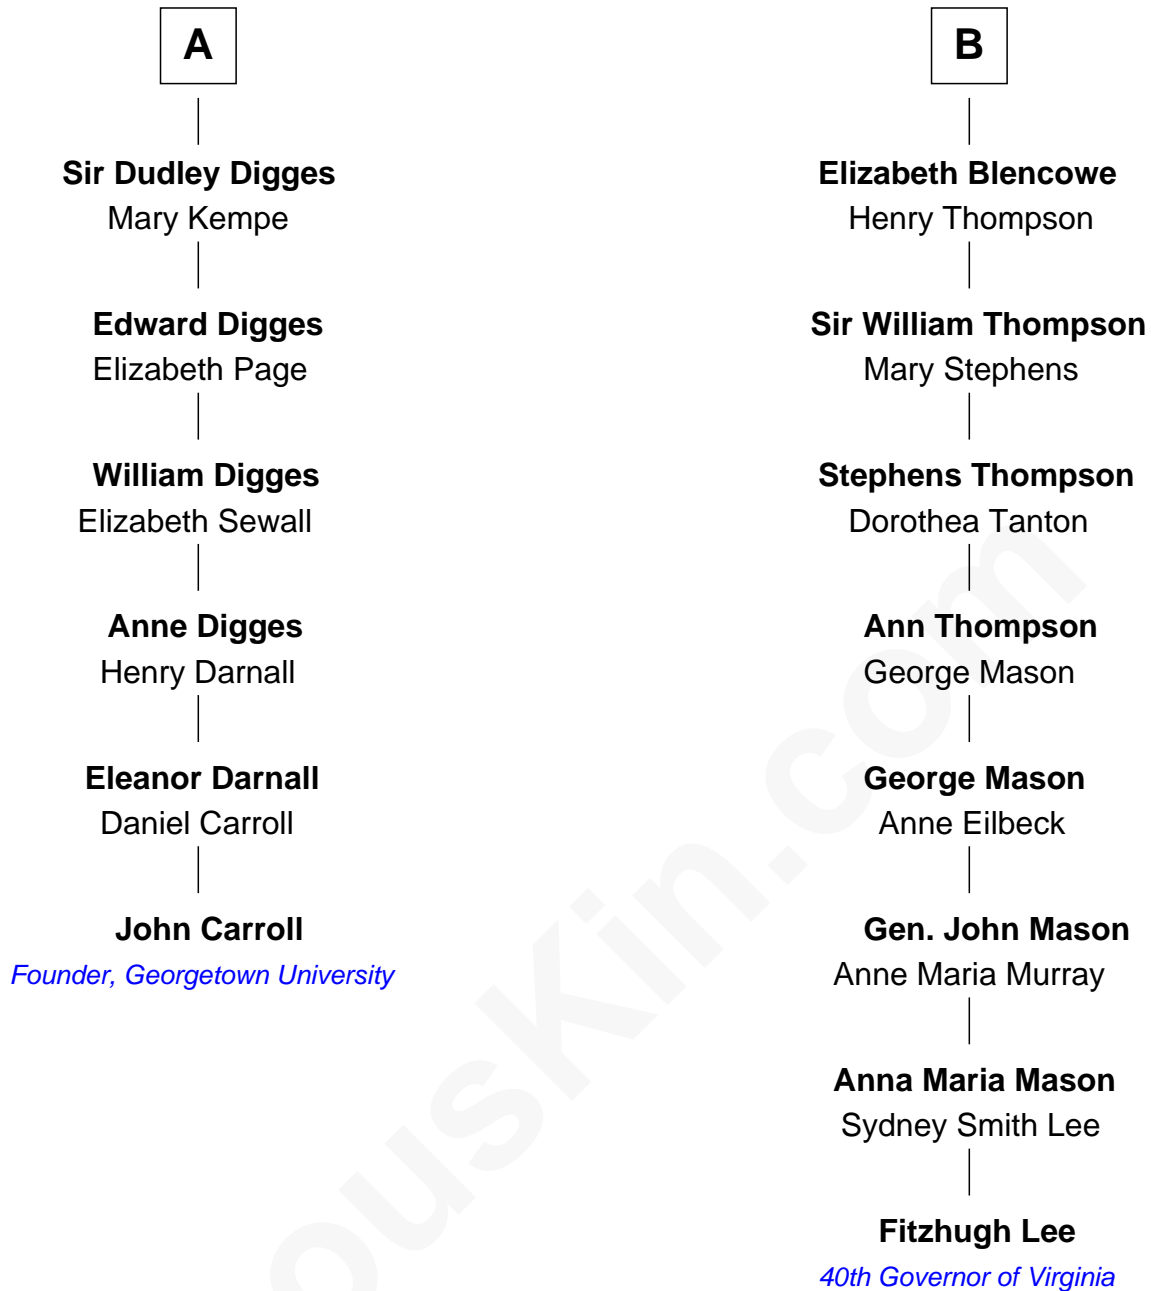 A
Sir Dudley Digges
Mary Kempe
Edward Digges
Elizabeth Page
William Digges
Elizabeth Sewall
Anne Digges
Henry Darnall
Eleanor Darnall
Daniel Carroll
John Carroll
Founder, Georgetown University
B
Elizabeth Blencowe
Henry Thompson
Sir William Thompson
Mary Stephens
Stephens Thompson
Dorothea Tanton
Ann Thompson
George Mason
George Mason
Anne Eilbeck
Gen. John Mason
Anne Maria Murray
Anna Maria Mason
Sydney Smith Lee
Fitzhugh Lee
40th Governor of Virginia
ouskin.com